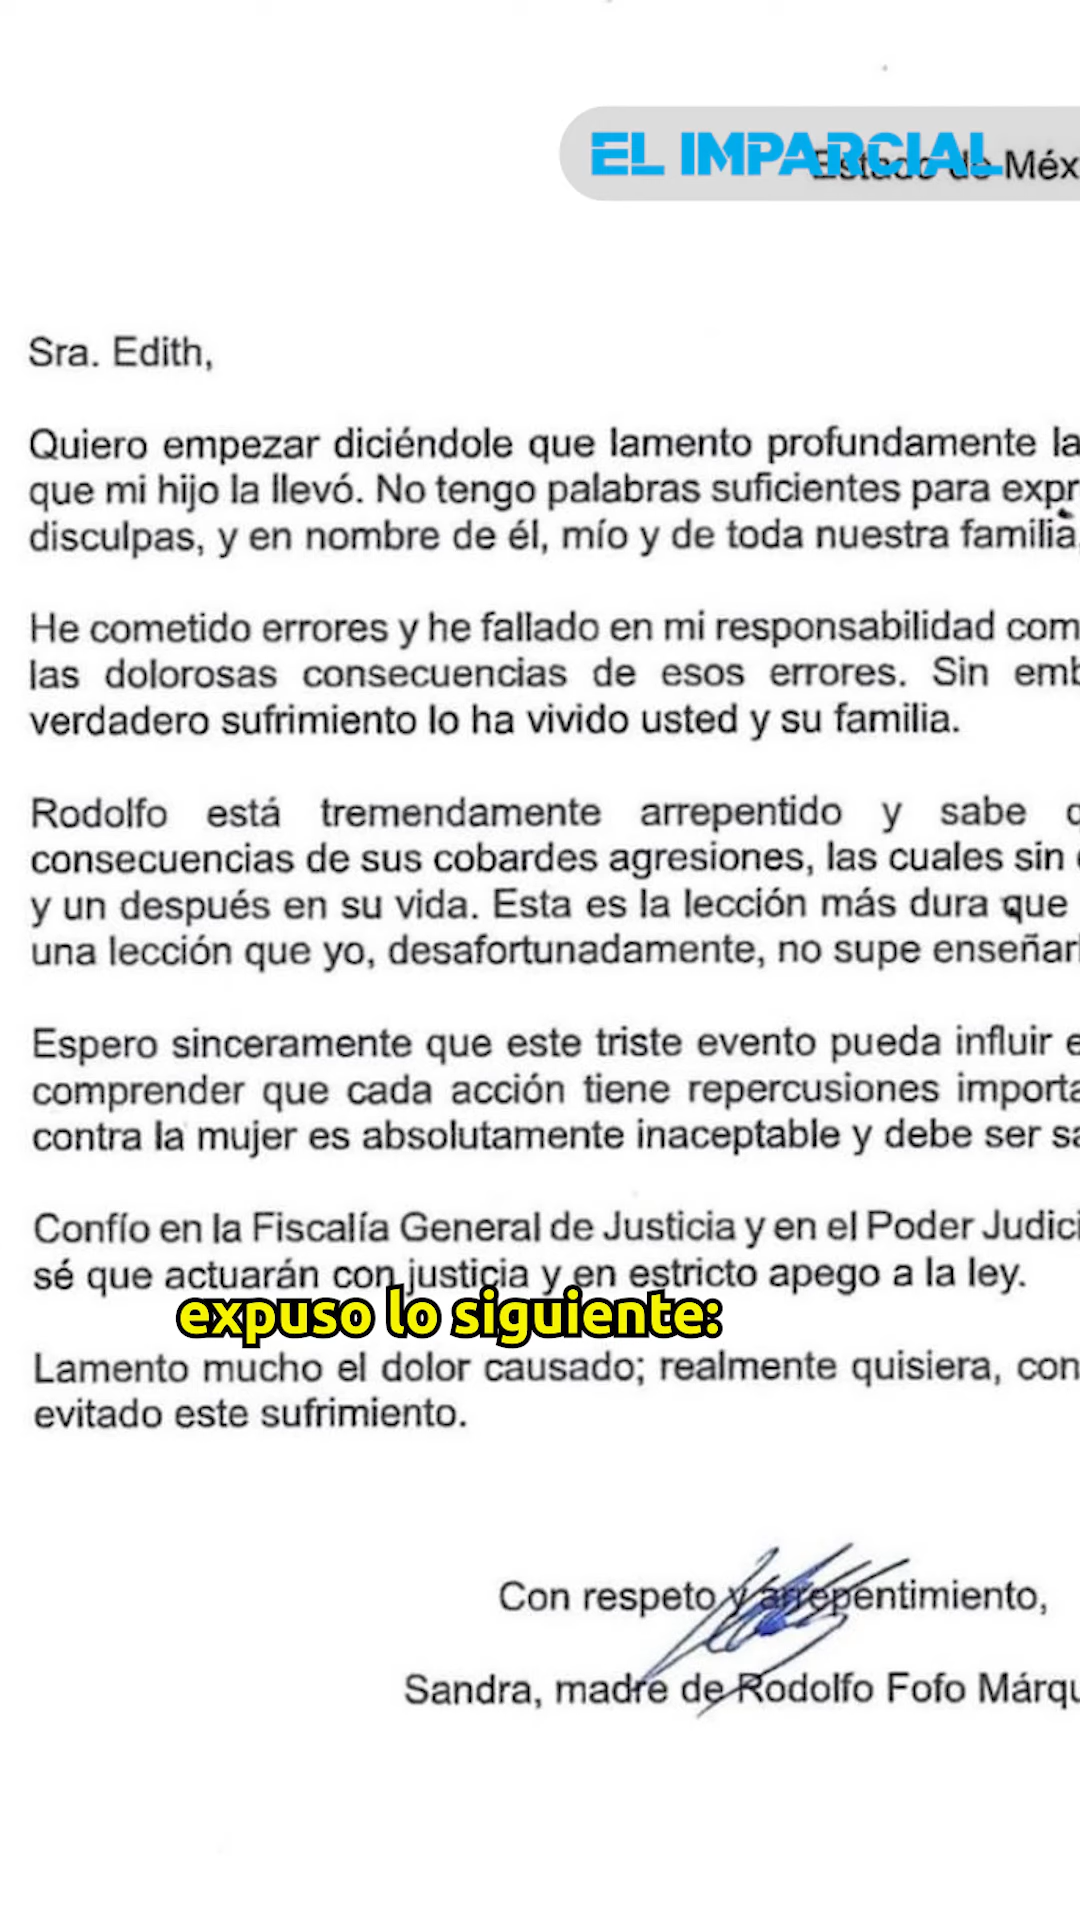 EL IMPARCIAL
Estado de Méx
Sra. Edith,
Quiero empezar diciéndole que lamento profundamente la
que mi hijo la llevó. No tengo palabras suficientes para expr
disculpas, y en nombre de él, mío y de toda nuestra familia,
He cometido errores y he fallado en mi responsabilidad com
las dolorosas consecuencias de esos errores. Sin emb
verdadero sufrimiento lo ha vivido usted y su familia.
Rodolfo está tremendamente arrepentido y sabe
consecuencias de sus cobardes agresiones, las cuales sin
y un después en su vida. Esta es la lección más dura que
una lección que yo, desafortunadamente, no supe enseñarl
Espero sinceramente que este triste evento pueda influir e
comprender que cada acción tiene repercusiones importa
contra la mujer es absolutamente inaceptable y debe ser sa
Confío en la Fiscalía General de Justicia y en el Poder Judici
sé que actuarán con justicia y en estricto apego a la ley.
expuso lo siguiente:
Lamento mucho el dolor causado; realmente quisiera, con
evitado este sufrimiento.
Con respeto y arrepentimiento,
Sandra, madre de Rodolfo Fofo Márqu